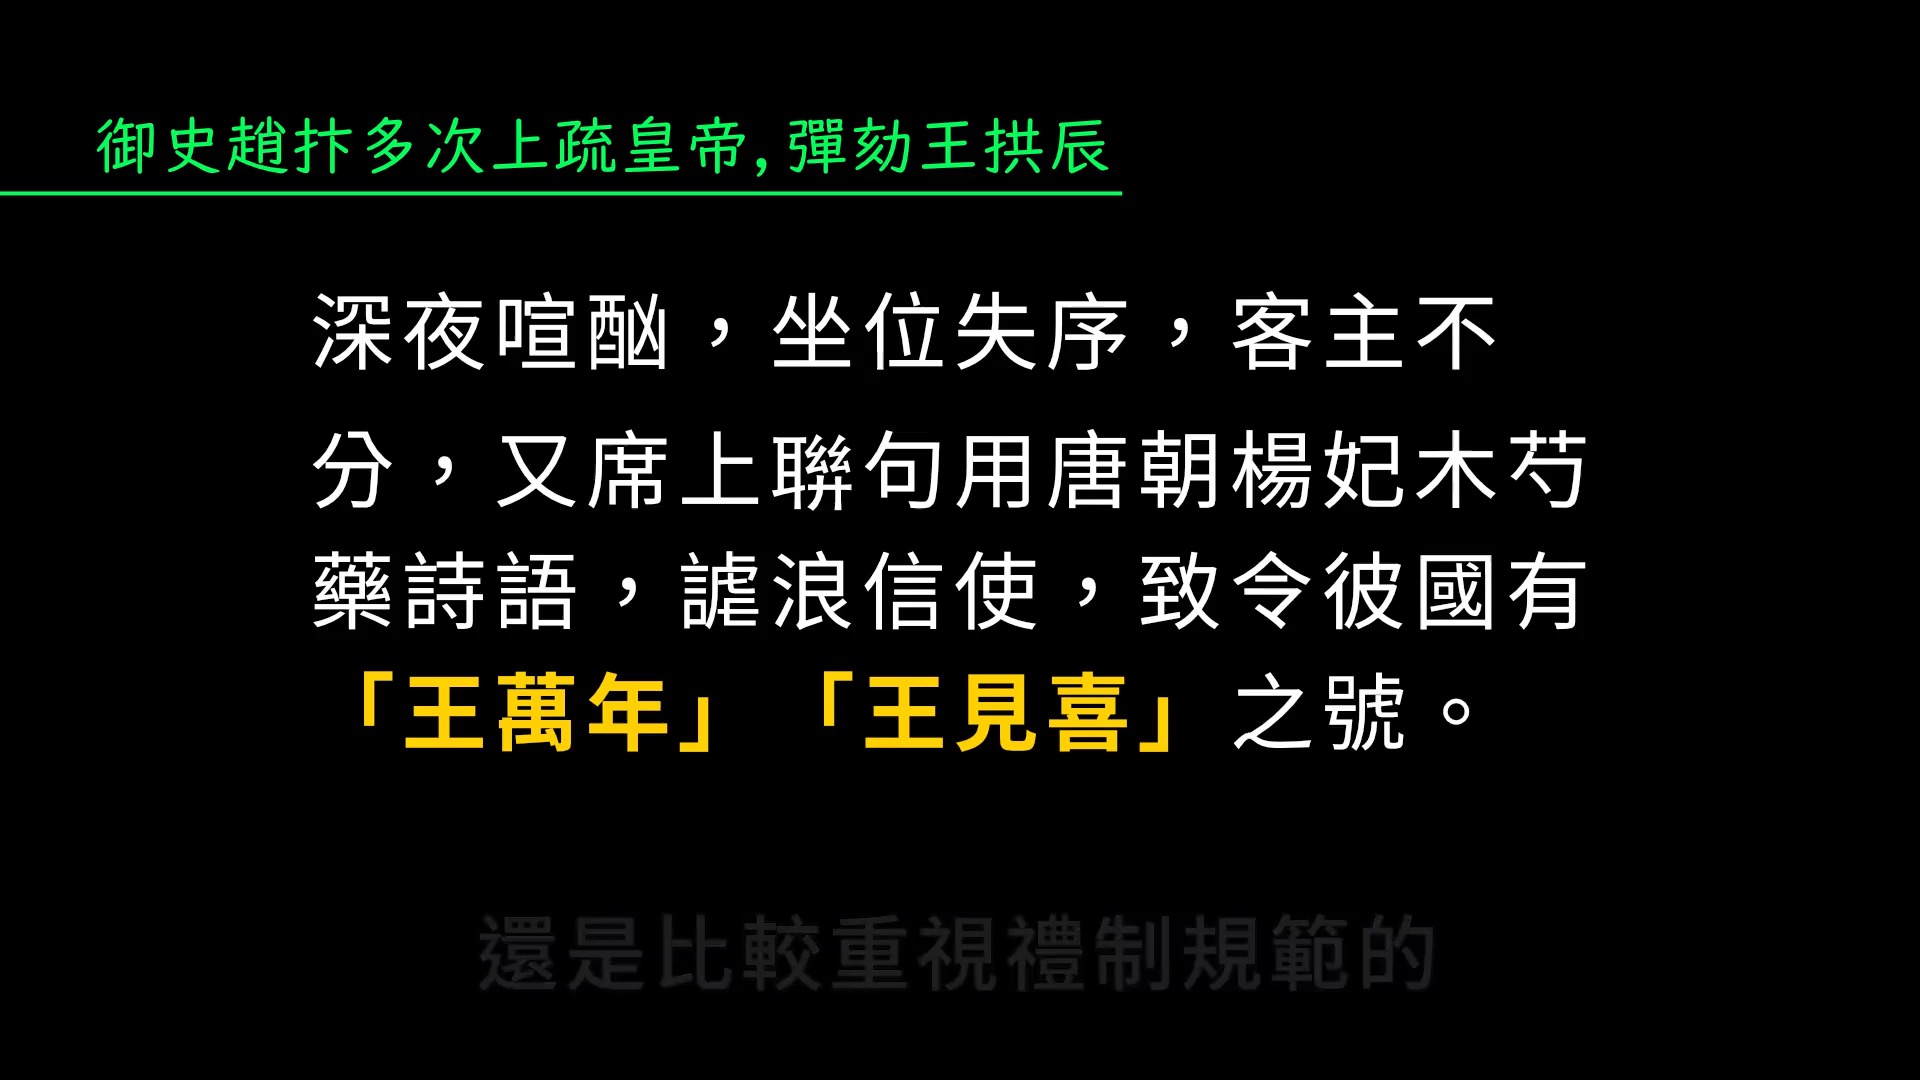 御史趙抃多次上疏皇帝,彈劾王拱辰
深夜喧酗，坐位失序，客主不
分，又席上聯句用唐朝楊妃木芍
藥詩語，謔浪信使，致令彼國有
「王萬年」「王見喜」之號。
還是比較重視禮制規範的